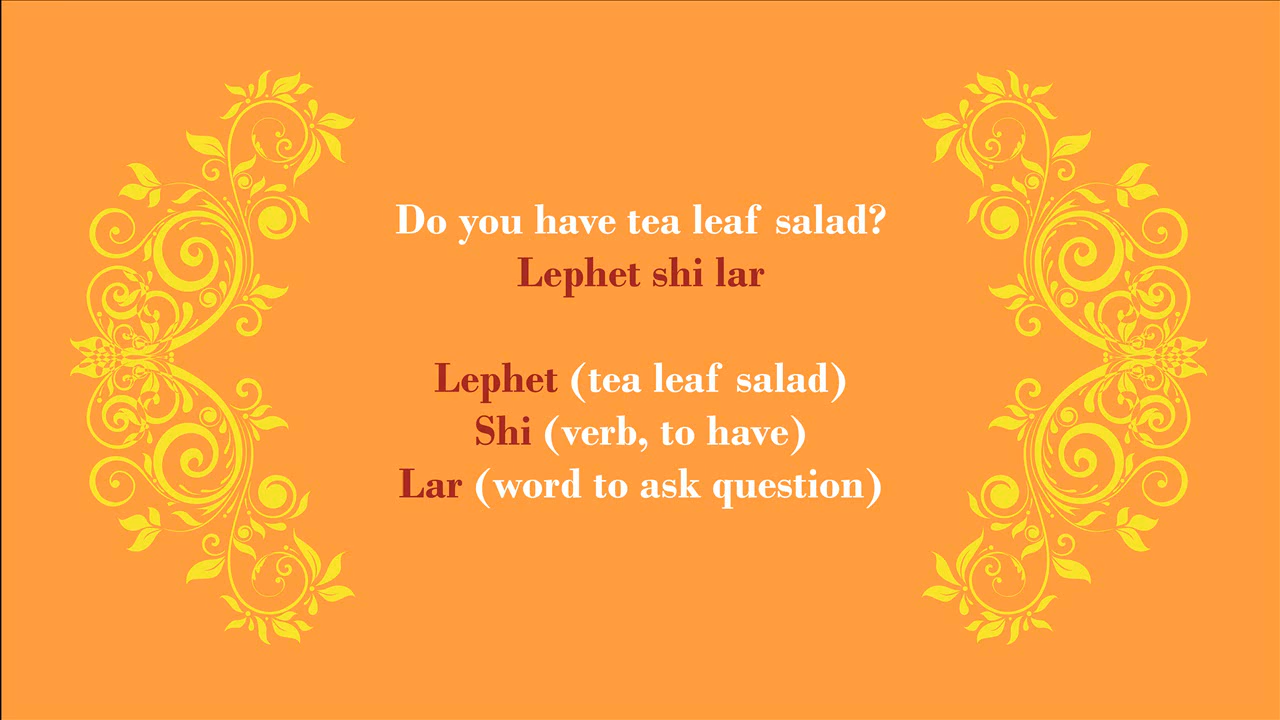 Do you have tea leaf salad?
Lephet shi lar
Lephet (tea leaf salad)
Shi (verb, to have)
Lar (word to ask question)